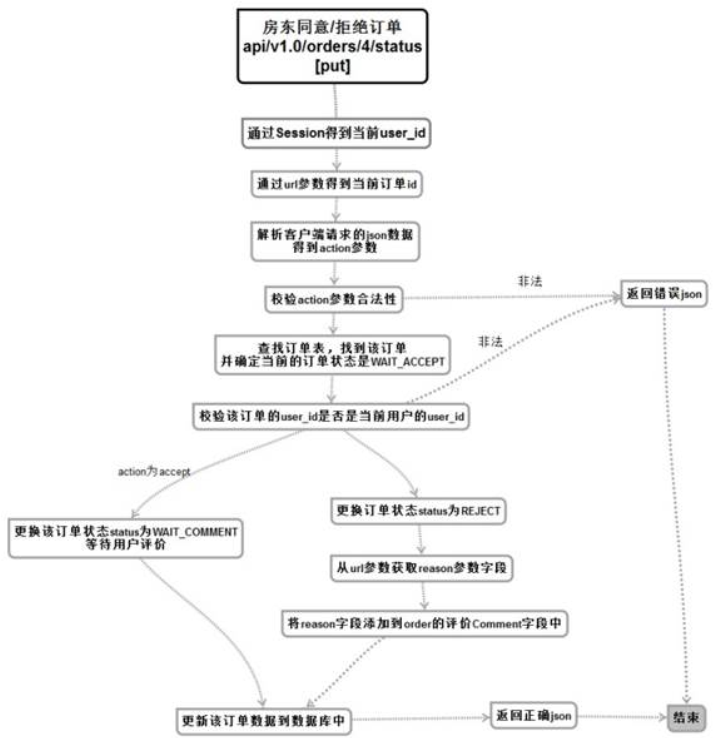 房东同意/拒绝订单
api/v1.0/orders/4/status
[put]
通过Session得到当前user_id
通过url参数得到当前订单id
解析客户端请求的json数据
得到action参数
校验action参数合法性
非法
返回错误json
查找订单表，找到该订单
并确定当前的订单状态是WAIT_ACCEPT
非法
校验该订单的user_id是否是当前用户的user_id
action为accept
更换该订单状态status为WAIT_COMMENT
等待用户评价
更换订单状态status为REJECT
从url参数获取reason参数字段
将reason字段添加到order的评价Comment字段中
更新该订单数据到数据库中
返回正确json
结束